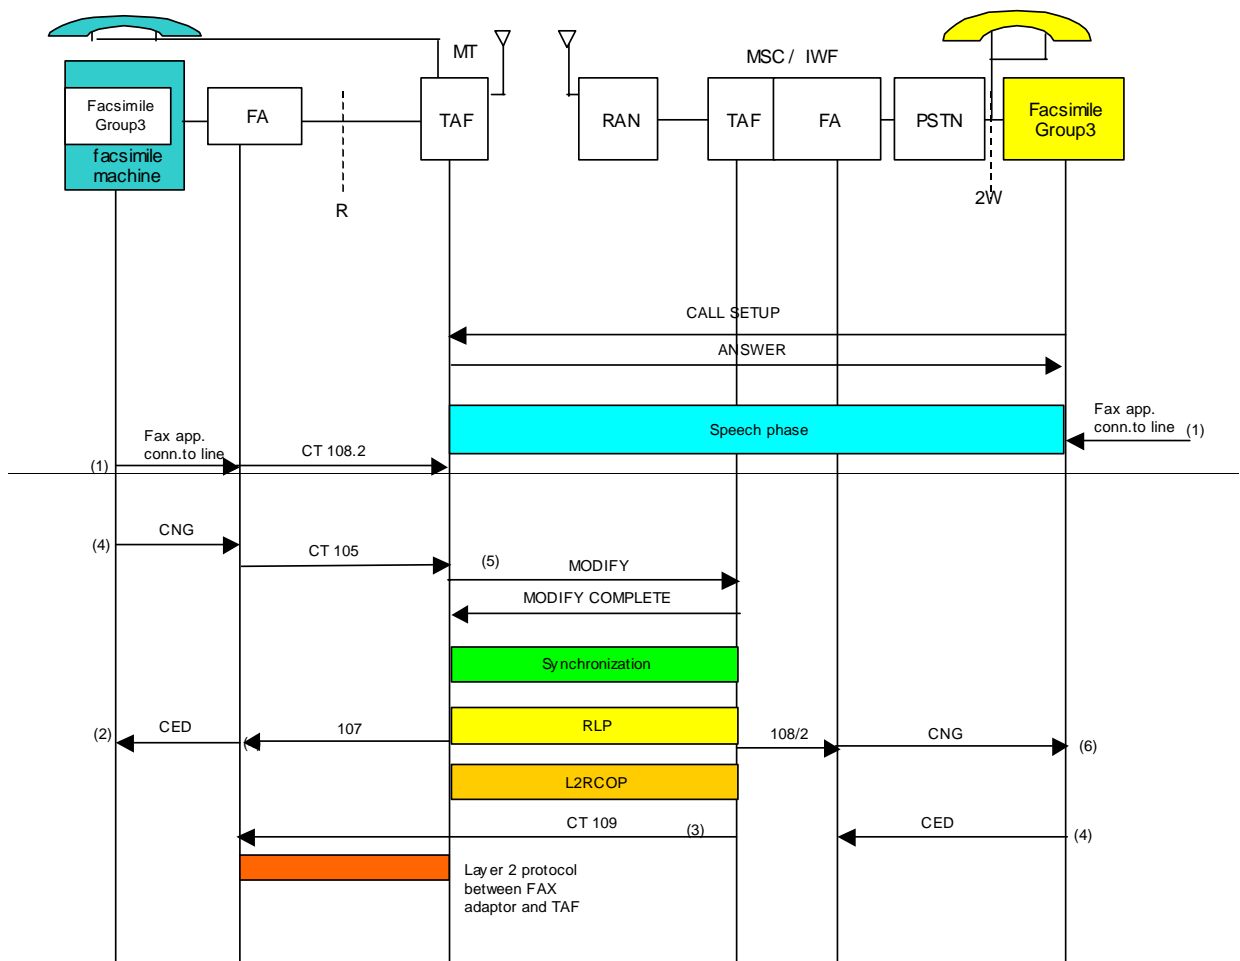 MT
MSC / IWF
Facsimile
Group3
facsimile
machine
FA
TAF
RAN
TAF
FA
PSTN
Facsimile
Group3
R
2W
CALL SETUP
ANSWER
Speech phase
Fax app.
conn.to line
(1)
Fax app.
conn.to line
(1)
CT 108.2
(4)
CNG
CT 105
(5)
MODIFY
MODIFY COMPLETE
Synchronization
(2)
CED
107
RLP
108/2
CNG
(6)
L2RCOP
CT 109
(3)
CED
(4)
Layer 2 protocol
between FAX
adaptor and TAF